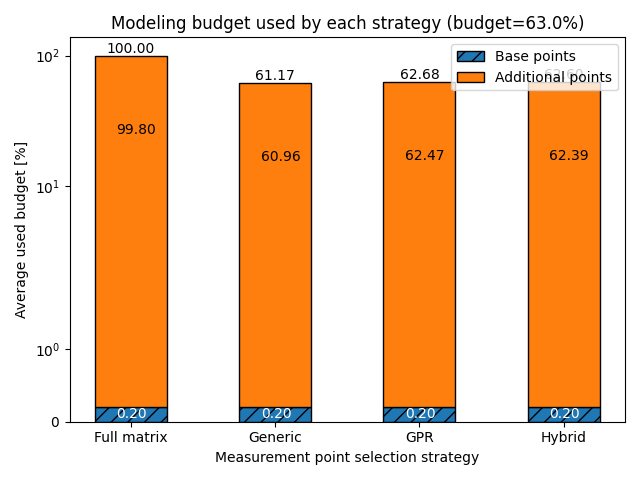 Modeling budget used by each strategy (budget=63.0%)
Base points
Additional points
100.00
61.17
62.68
99.80
60.96
62.47
62.39
0.20
0.20
0.20
0.20
Average used budget [%]
10²
10¹
10⁰
0
Full matrix
Generic
GPR
Hybrid
Measurement point selection strategy